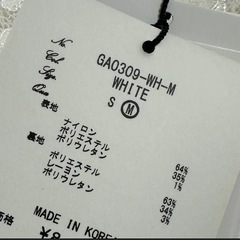 No.
GA0309-WH-M
Col.
WHITE
Size.
S M
Qua.
表地
ナイロン 64%
ポリエステル 35%
ポリウレタン 1%
裏地
ポリエステル 63%
レーヨン 34%
ポリウレタン 3%
価格
MADE IN KOREA